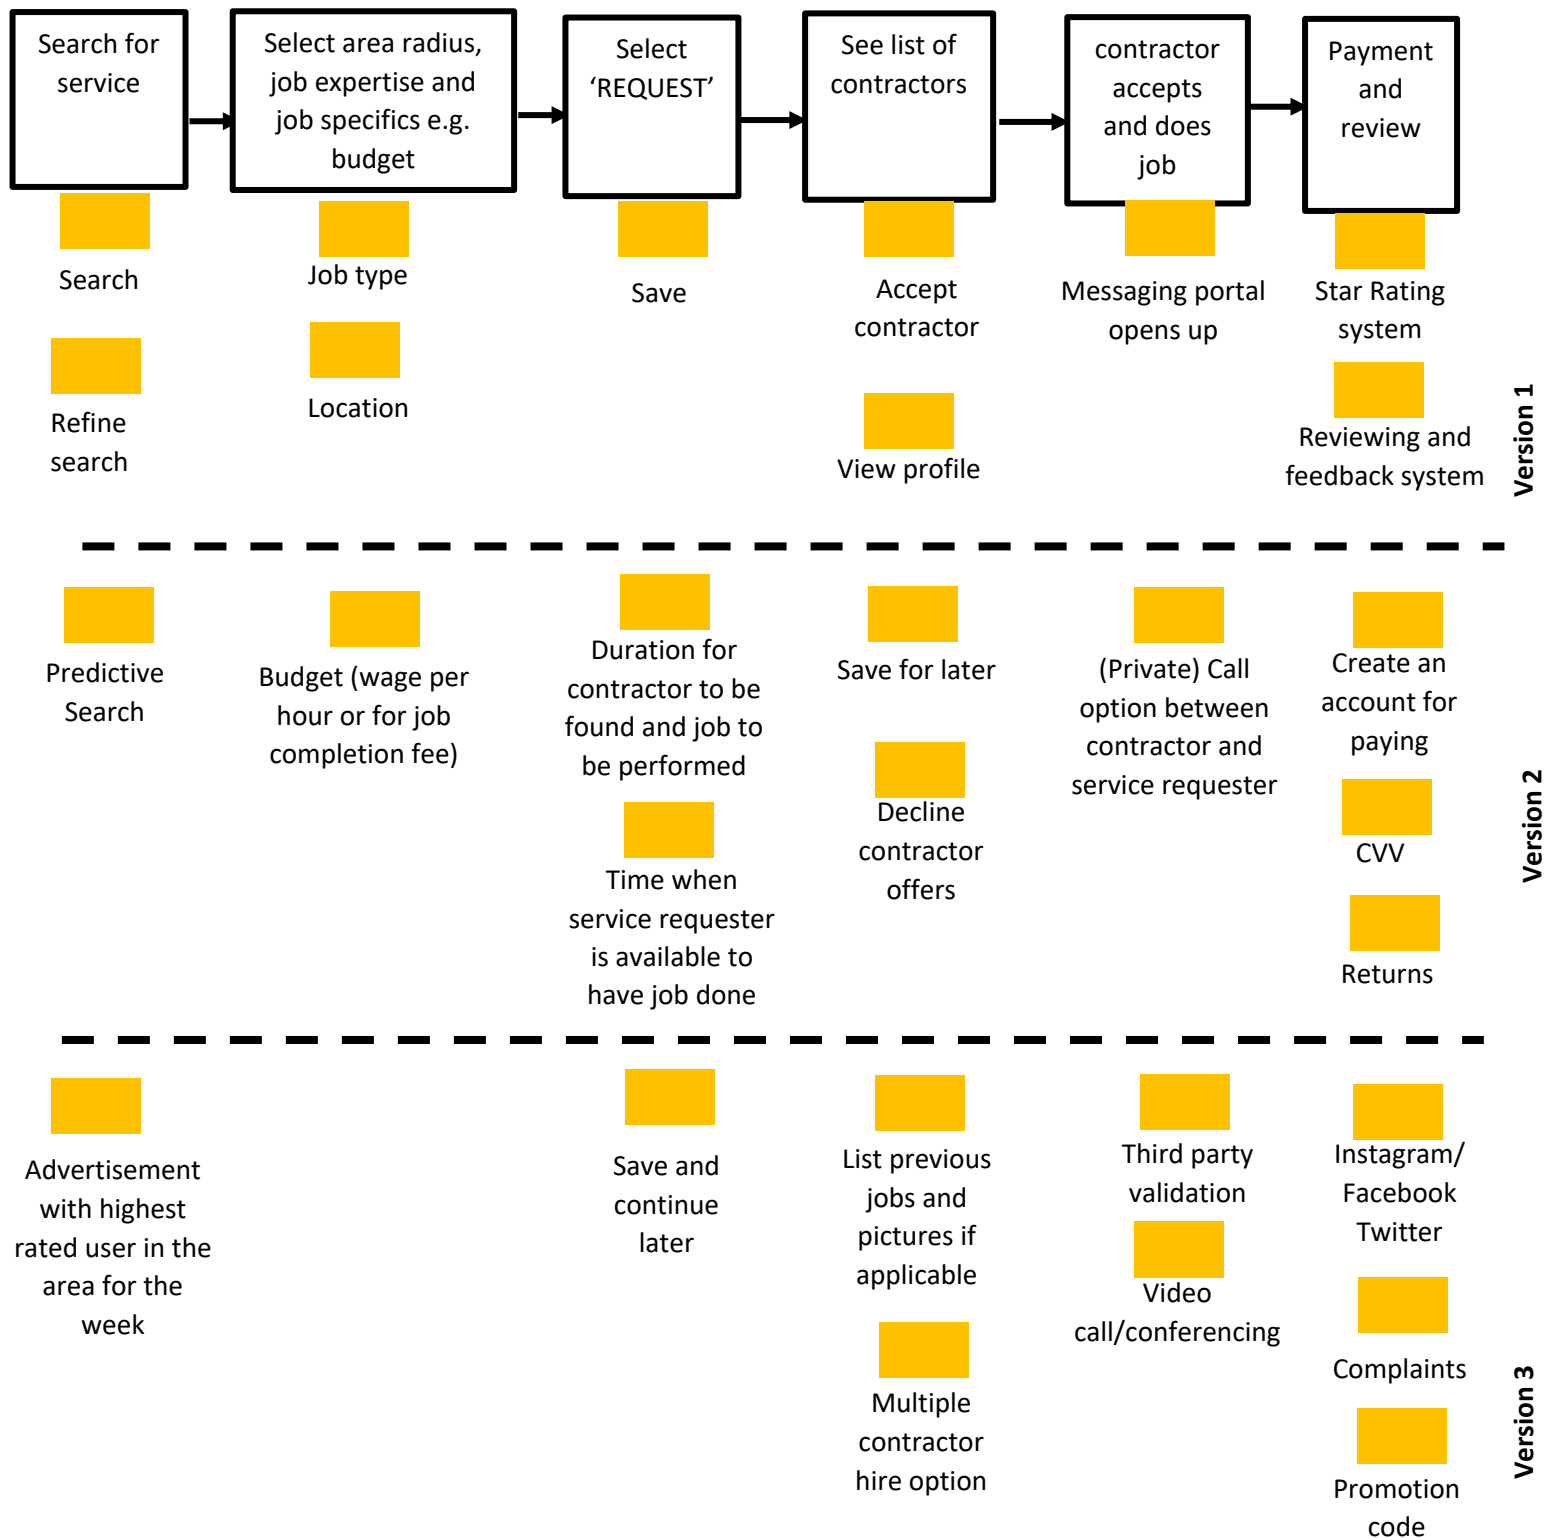 Search for
service
Select area radius,
job expertise and
job specifics e.g.
budget
Select
‘REQUEST’
See list of
contractors
contractor
accepts
and does
job
Payment
and
review
Search
Refine
search
Job type
Location
Save
Accept
contractor
View profile
Messaging portal
opens up
Star Rating
system
Reviewing and
feedback system
Version 1
Predictive
Search
Budget (wage per
hour or for job
completion fee)
Duration for
contractor to be
found and job to
be performed
Time when
service requester
is available to
have job done
Save for later
Decline
contractor
offers
(Private) Call
option between
contractor and
service requester
Create an
account for
paying
CVV
Returns
Version 2
Advertisement
with highest
rated user in the
area for the
week
Save and
continue
later
List previous
jobs and
pictures if
applicable
Multiple
contractor
hire option
Third party
validation
Video
call/conferencing
Instagram/
Facebook
Twitter
Complaints
Promotion
code
Version 3